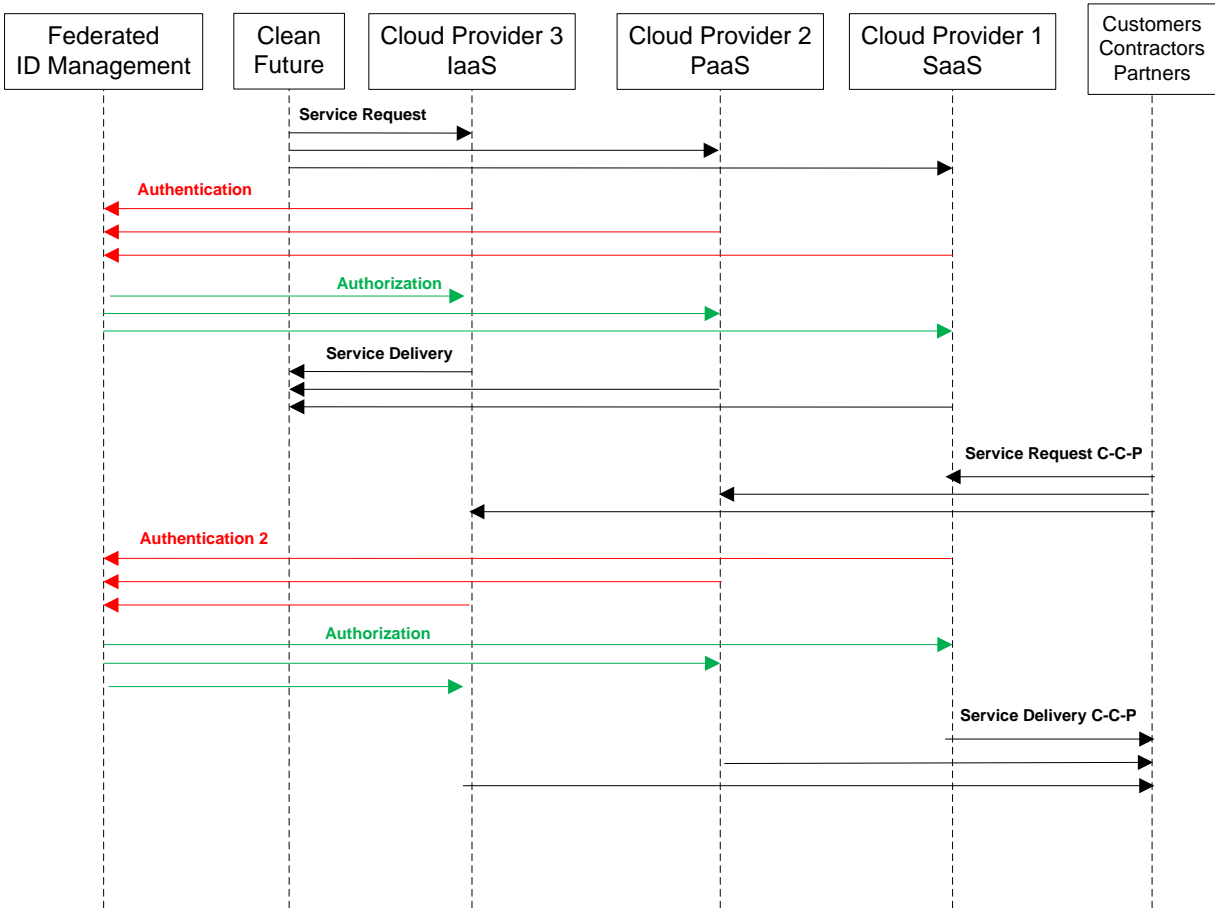 Federated
ID Management
Clean
Future
Cloud Provider 3
IaaS
Cloud Provider 2
PaaS
Cloud Provider 1
SaaS
Customers
Contractors
Partners
Service Request
Authentication
Authorization
Service Delivery
Service Request C-C-P
Authentication 2
Authorization
Service Delivery C-C-P